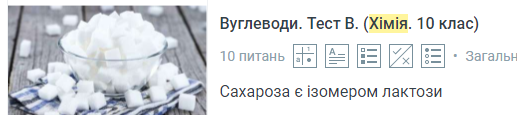 Вуглеводи. Тест В. (Хімія. 10 клас)
10 питань • Загальн
Сахароза є ізомером лактози